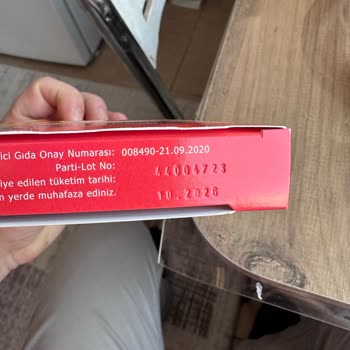 ici Gıda Onay Numarası: 008490-21.09.2020
Parti-Lot No: 44004723
iye edilen tüketim tarihi: 10.2026
n yerde muhafaza ediniz.